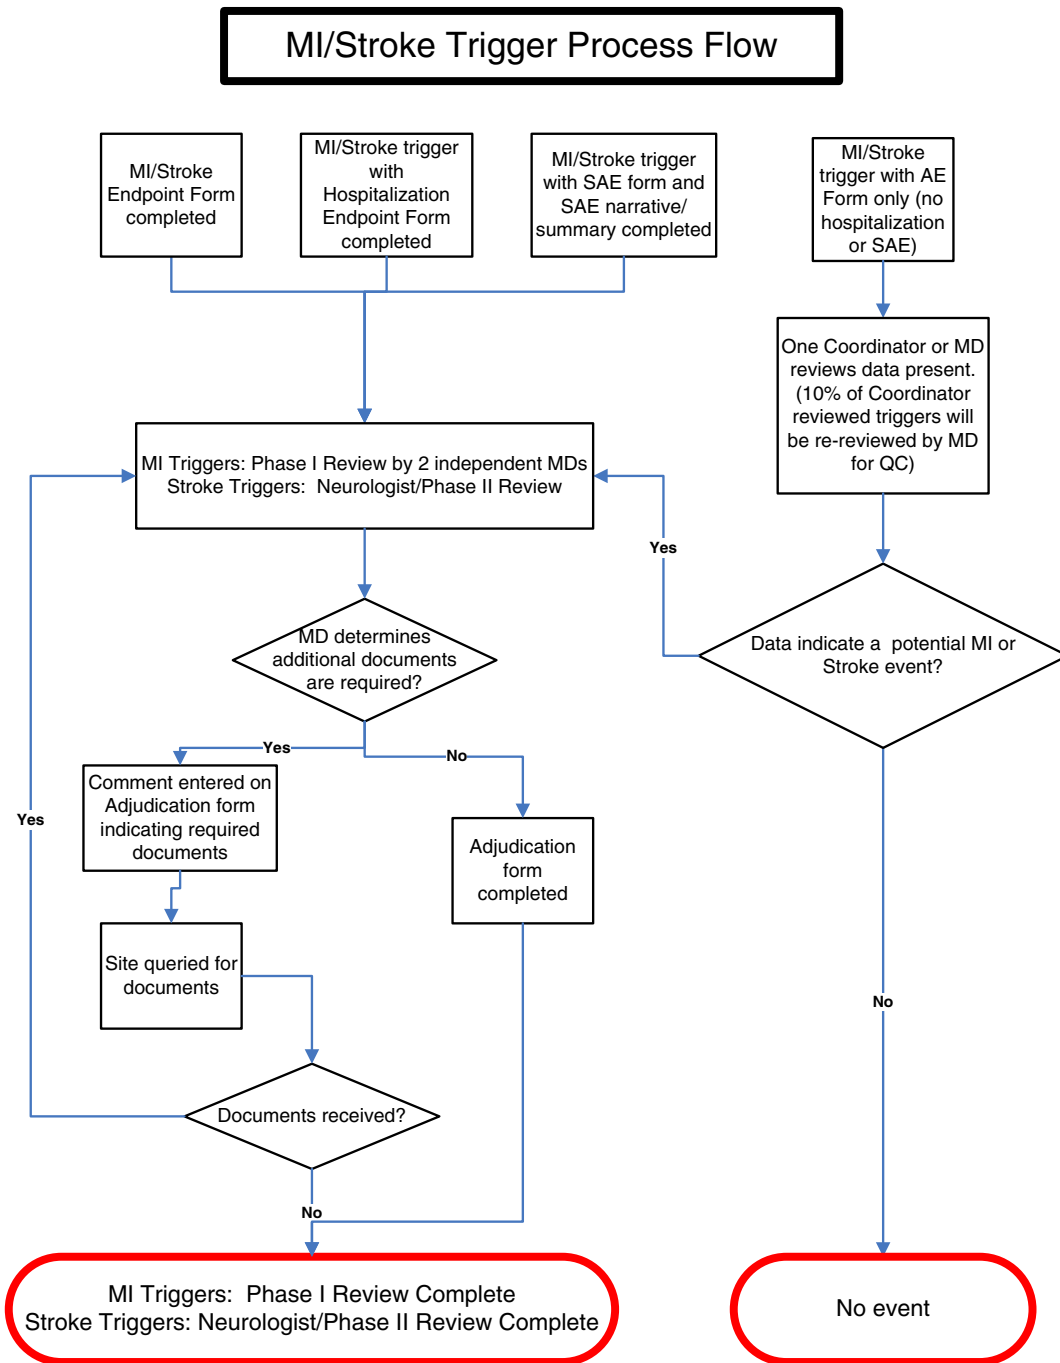 MI/Stroke Trigger Process Flow
MI/Stroke
Endpoint Form
completed
MI/Stroke trigger
with
Hospitalization
Endpoint Form
completed
MI/Stroke trigger
with SAE form and
SAE narrative/
summary completed
MI/Stroke
trigger with AE
Form only (no
hospitalization
or SAE)
One Coordinator or MD
reviews data present.
(10% of Coordinator
reviewed triggers will
be re-reviewed by MD
for QC)
MI Triggers: Phase I Review by 2 independent MDs
Stroke Triggers: Neurologist/Phase II Review
Yes
MD determines
additional documents
are required?
Data indicate a potential MI or
Stroke event?
Yes
No
Comment entered on
Adjudication form
indicating required
documents
Yes
Adjudication
form
completed
Site queried for
documents
No
Documents received?
No
MI Triggers: Phase I Review Complete
Stroke Triggers: Neurologist/Phase II Review Complete
No event